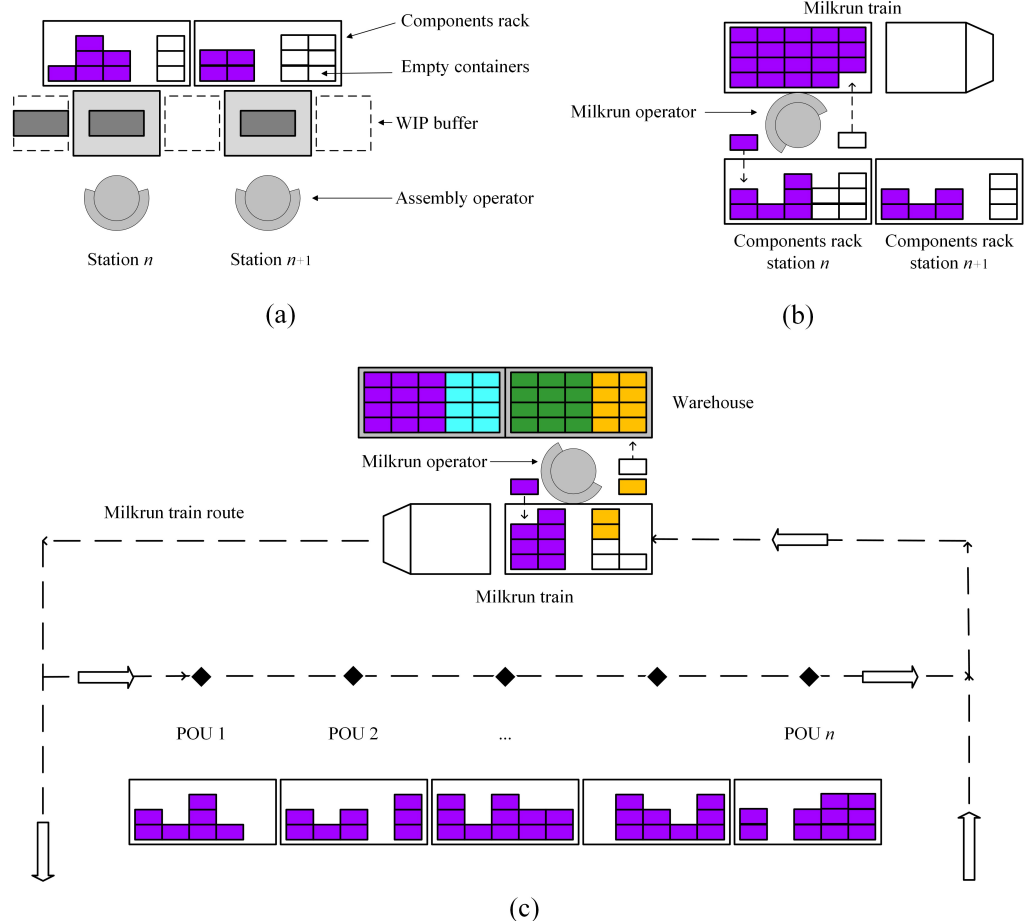 Components rack
Empty containers
WIP buffer
Assembly operator
Station n
Station n+1
(a)
Milkrun train
Milkrun operator
Components rack
station n
Components rack
station n+1
(b)
Warehouse
Milkrun operator
Milkrun train route
Milkrun train
POU 1
POU 2
...
POU n
(c)